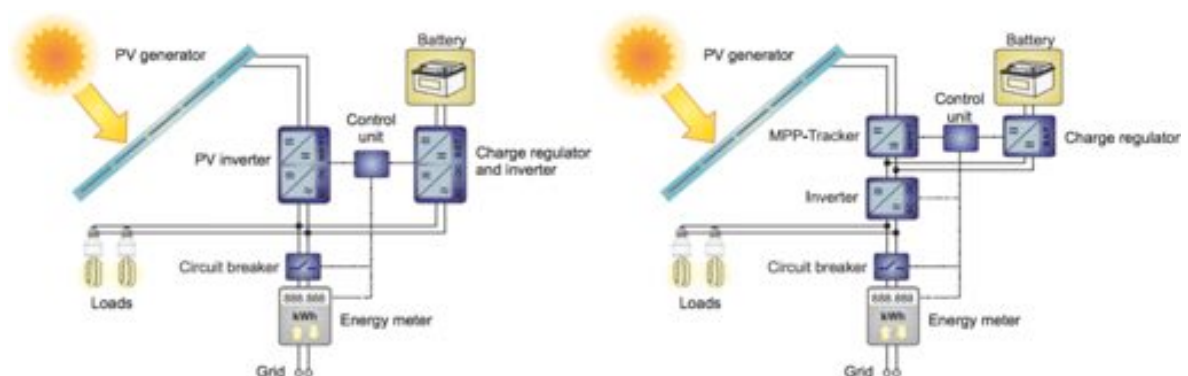 PV generator
Battery
Control
unit
PV inverter
Charge regulator
and inverter
Circuit breaker
Loads
888.888
kWh
Energy meter
Grid
PV generator
Battery
Control
unit
MPP-Tracker
Charge regulator
Inverter
Circuit breaker
Loads
888.888
kWh
Energy meter
Grid